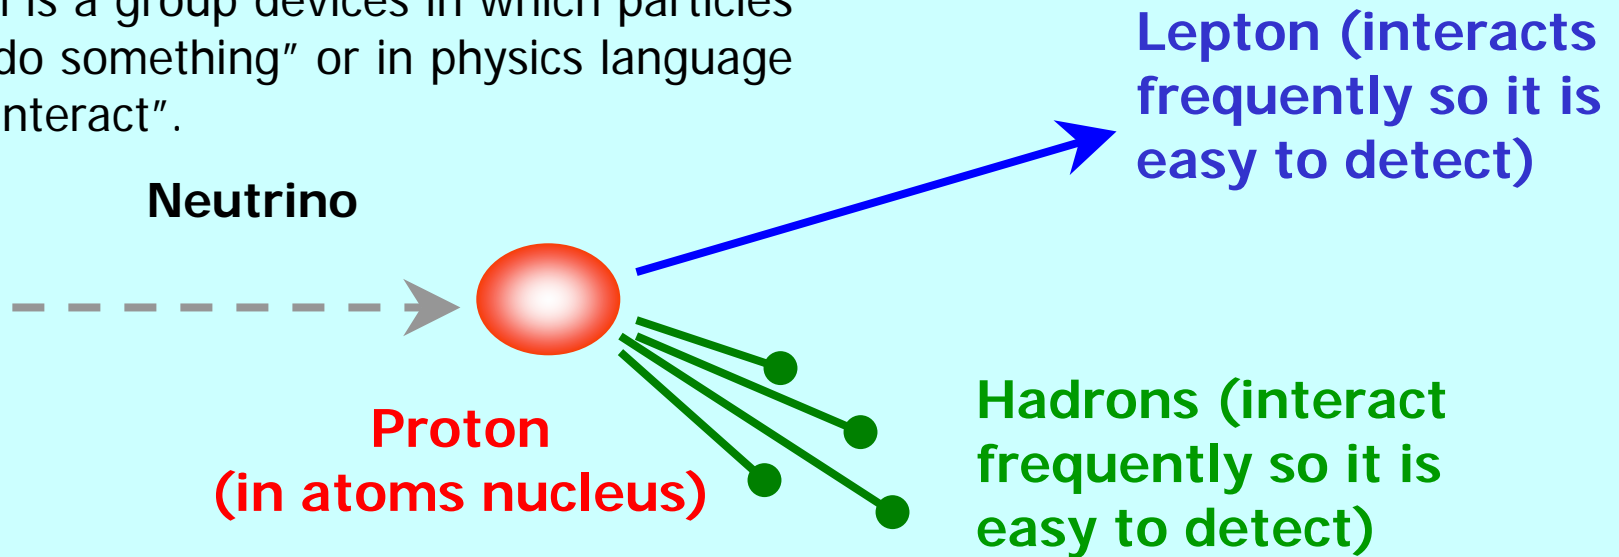 is a group devices in which particles
do something” or in physics language
nteract”.
Lepton (interacts
frequently so it is
easy to detect)
Neutrino
Proton
(in atoms nucleus)
Hadrons (interact
frequently so it is
easy to detect)